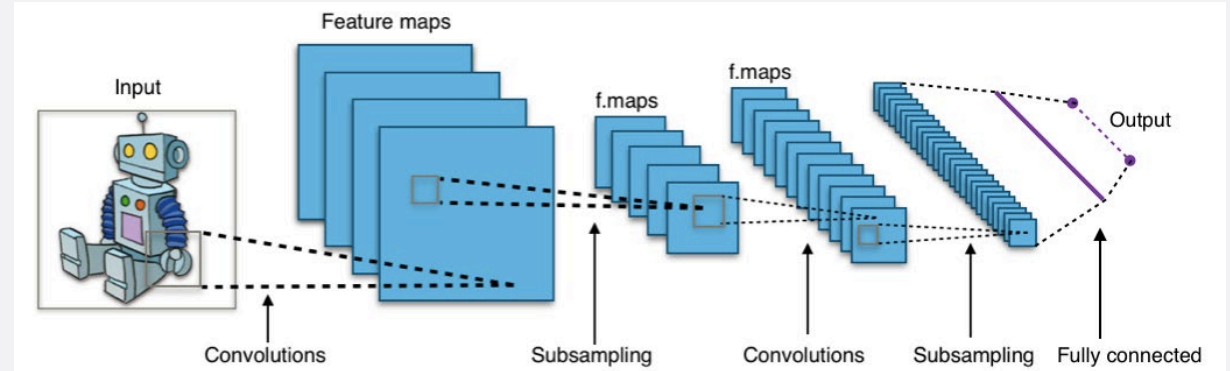 Feature maps
Input
f.maps
f.maps
Output
Convolutions
Subsampling
Convolutions
Subsampling
Fully connected